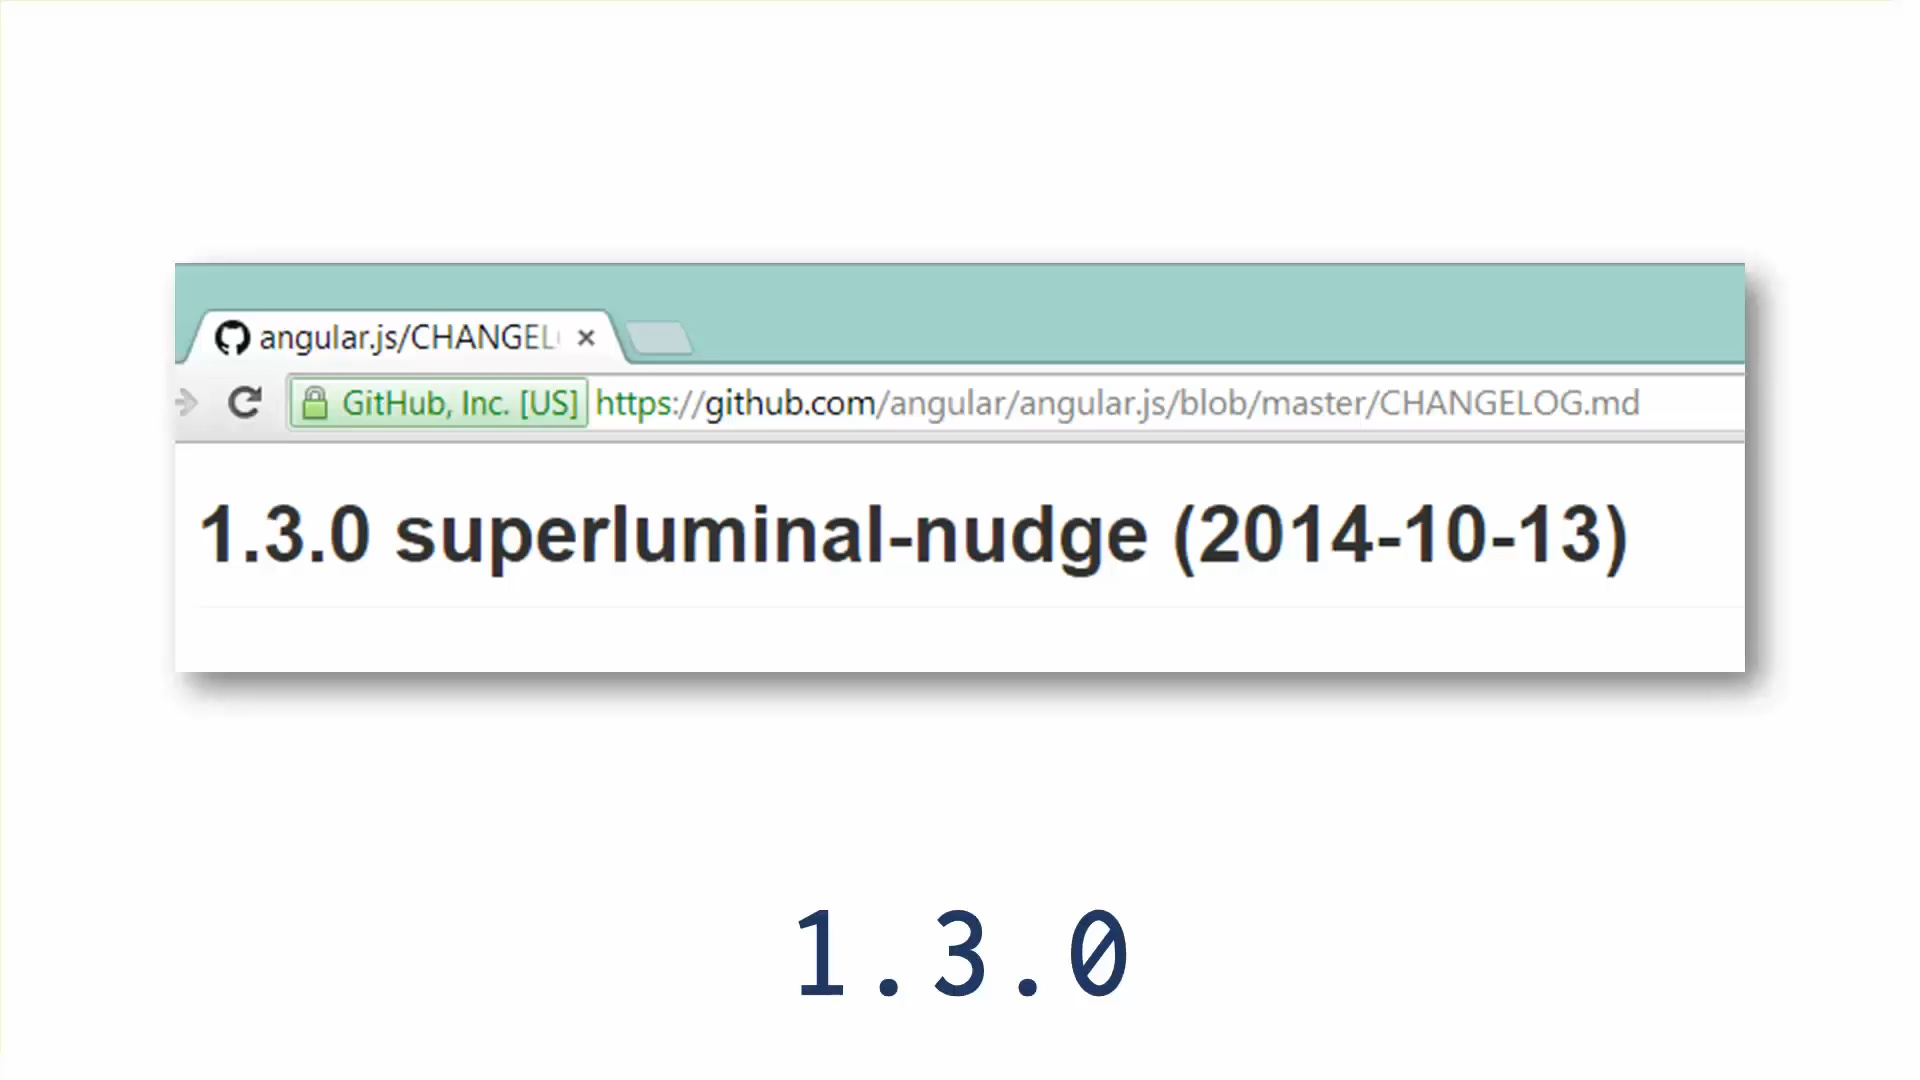 angular.js/CHANGEL
GitHub, Inc. [US] https://github.com/angular/angular.js/blob/master/CHANGELOG.md
1.3.0 superluminal-nudge (2014-10-13)
1.3.0